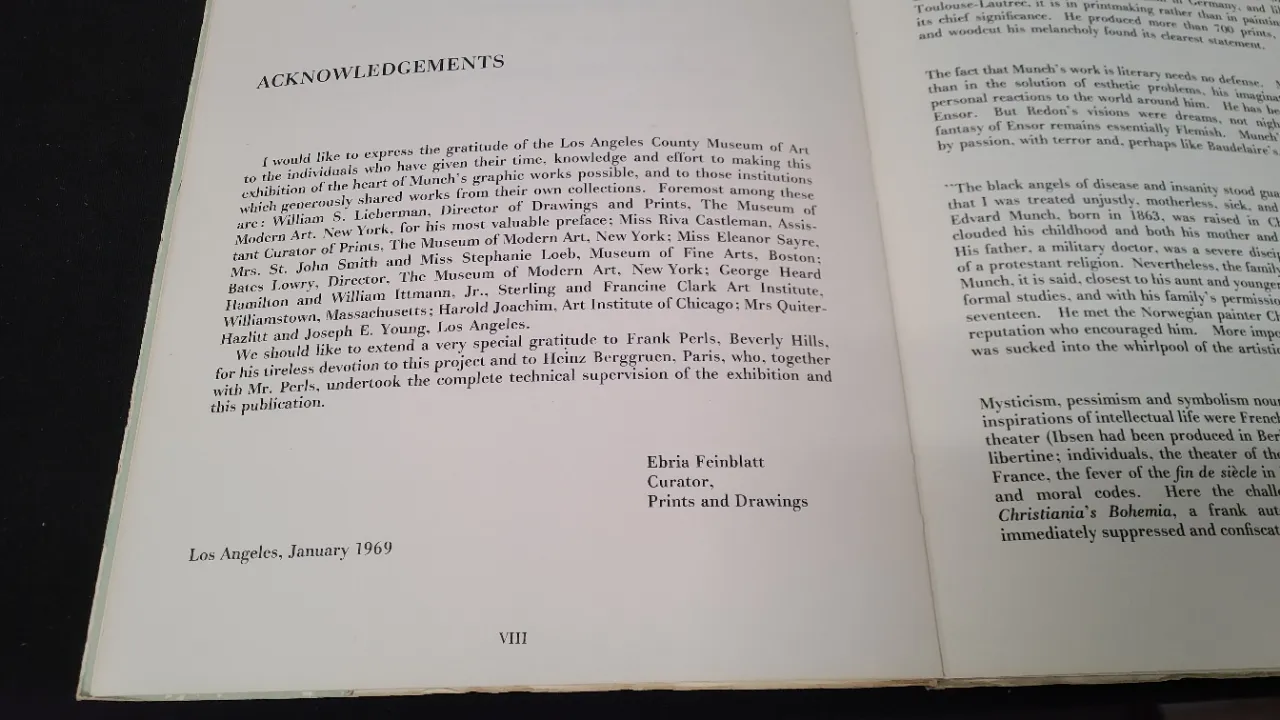 ACKNOWLEDGEMENTS
I would like to express the gratitude of the Los Angeles County Museum of Art
to the individuals who have given their time, knowledge and effort to making this
exhibition of the heart of Munch's graphic works possible, and to those institutions
which generously shared works from their own collections. Foremost among these
are: William S. Lieberman, Director of Drawings and Prints, The Museum of
Modern Art, New York, for his most valuable preface; Miss Riva Castleman, Assis-
tant Curator of Prints, The Museum of Modern Art, New York; Miss Eleanor Sayre,
Mrs. St. John Smith and Miss Stephanie Loeb, Museum of Fine Arts, Boston;
Bates Lowry, Director, The Museum of Modern Art, New York; George Heard
Hamilton and William Ittmann, Jr., Sterling and Francine Clark Art Institute,
Williamstown, Massachusetts; Harold Joachim, Art Institute of Chicago; Mrs Quiter-
Hazlitt and Joseph E. Young, Los Angeles.
We should like to extend a very special gratitude to Frank Perls, Beverly Hills,
for his tireless devotion to this project and to Heinz Berggruen, Paris, who, together
with Mr. Perls, undertook the complete technical supervision of the exhibition and
this publication.
Ebria Feinblatt
Curator,
Prints and Drawings
Los Angeles, January 1969
VIII
in Germany, and
Toulouse-Lautrec, it is in printmaking rather than in
its chief significance. He produced more than 700 prints,
and woodcut his melancholy found its clearest statement.
The fact that Munch's work is literary needs no defense.
than in the solution of esthetic problems, his
personal reactions to the world around him. He has
Ensor. But Redon's visions were dreams, not
fantasy of Ensor remains essentially Flemish. Munch'
by passion, with terror and, perhaps like Baudelaire's,
"The black angels of disease and insanity stood
that I was treated unjustly, motherless, sick, and
Edvard Munch, born in 1863, was raised in
clouded his childhood and both his mother and
His father, a military doctor, was a severe
of a protestant religion. Nevertheless, the family
Munch, it is said, closest to his aunt and younger
formal studies, and with his family's
seventeen. He met the Norwegian painter
reputation who encouraged him. More
was sucked into the whirlpool of the
Mysticism, pessimism and symbolism
inspirations of intellectual life were
theater (Ibsen had been produced in
libertine; individuals, the theater of
France, the fever of the fin de siècle in
and moral codes. Here the
Christiania's Bohemia, a frank
immediately suppressed and